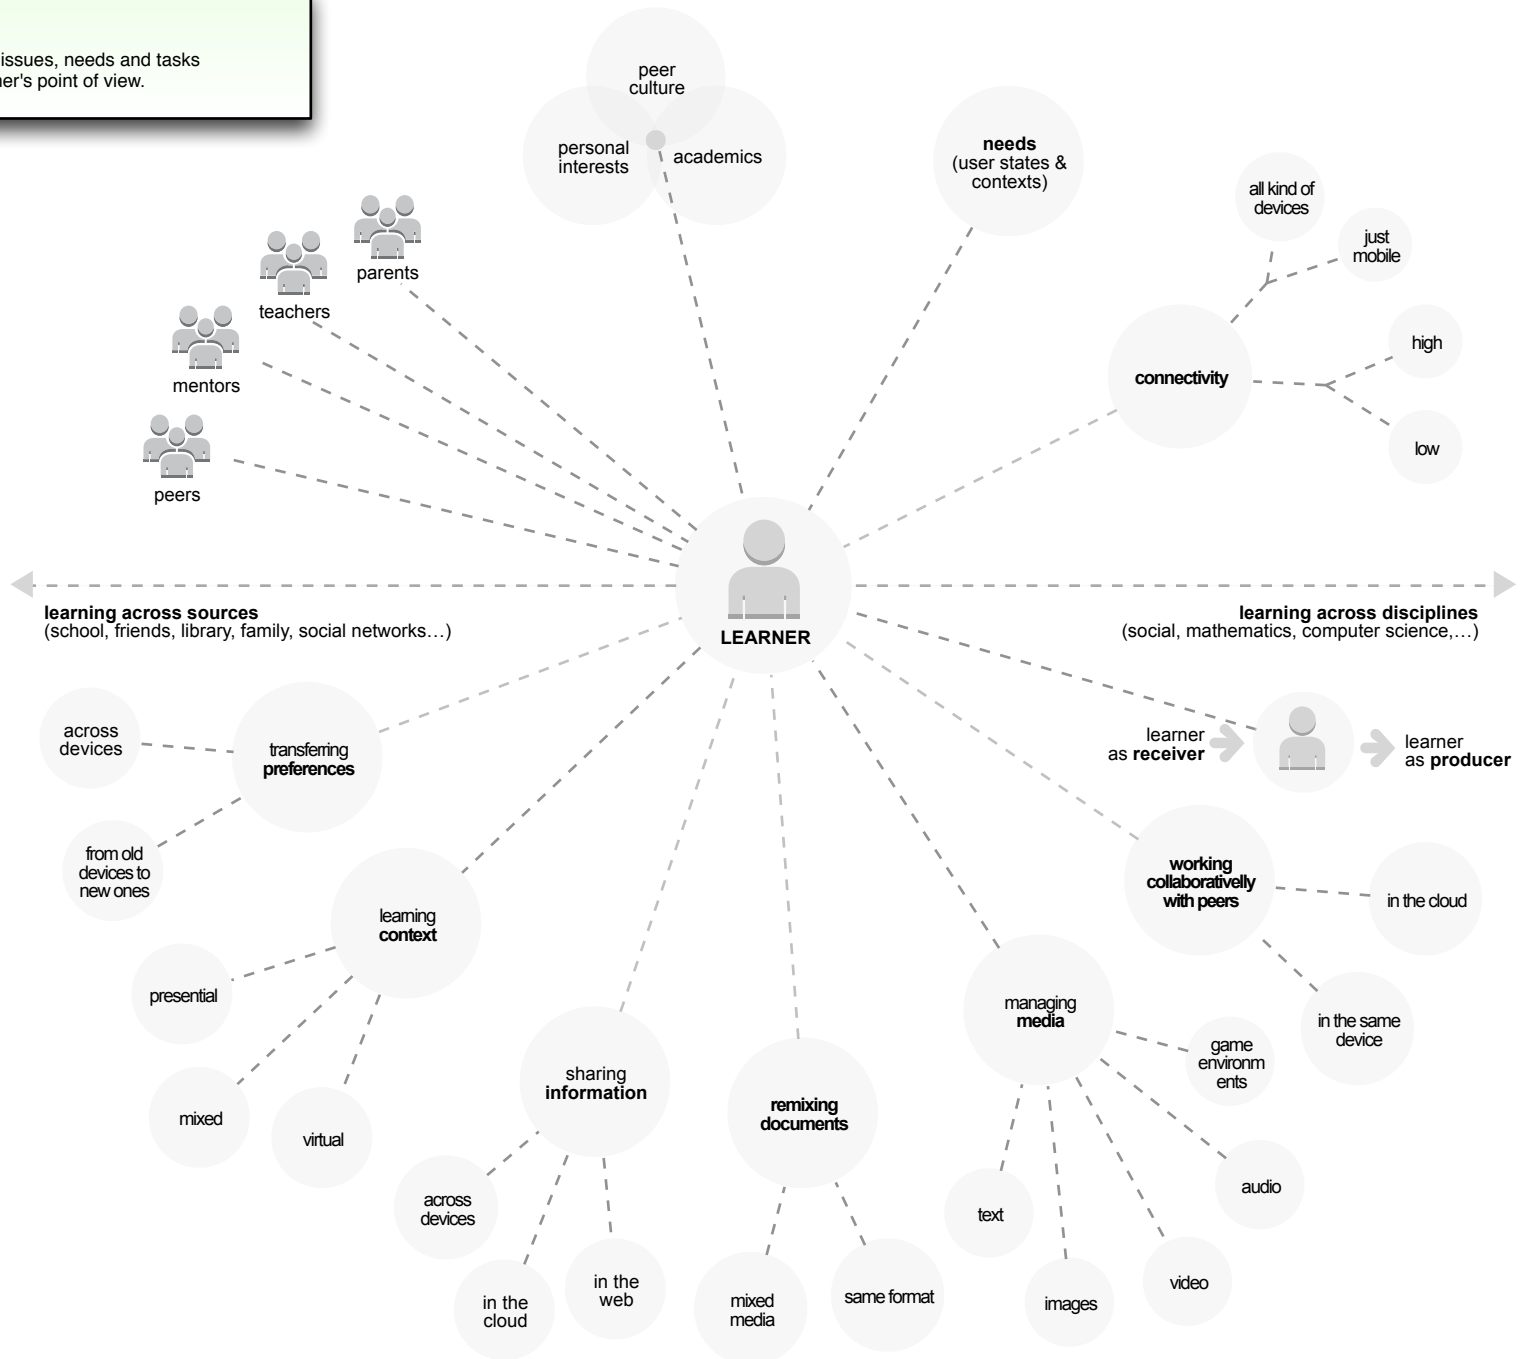 issues, needs and tasks
er's point of view.
peer
culture
personal
interests
academics
needs
(user states &
contexts)
all kind of
devices
just
mobile
high
connectivity
low
parents
teachers
mentors
peers
LEARNER
learning across sources
(school, friends, library, family, social networks…)
learning across disciplines
(social, mathematics, computer science,…)
across
devices
transferring
preferences
from old
devices to
new ones
learner
as receiver
learner
as producer
working
collaborativelly
with peers
in the cloud
in the same
device
learning
context
presential
mixed
virtual
managing
media
game
environm
ents
audio
text
images
video
sharing
information
across
devices
in the
cloud
in the
web
remixing
documents
mixed
media
same format